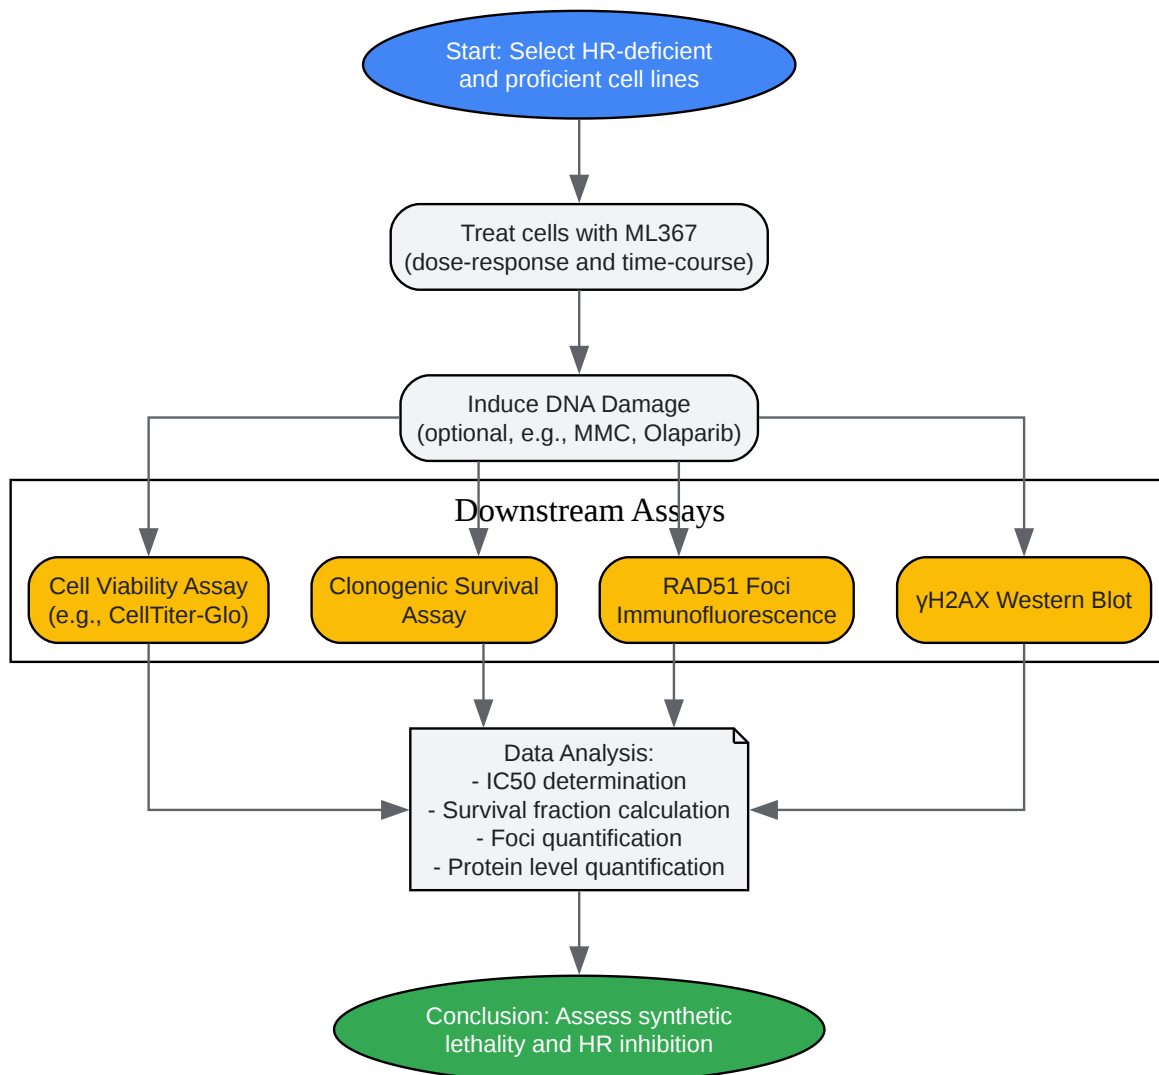 Start: Select HR-deficient
and proficient cell lines
Treat cells with ML367
(dose-response and time-course)
Induce DNA Damage
(optional, e.g., MMC, Olaparib)
Downstream Assays
Cell Viability Assay
(e.g., CellTiter-Glo)
Clonogenic Survival
Assay
RAD51 Foci
Immunofluorescence
γH2AX Western Blot
Data Analysis:
- IC50 determination
- Survival fraction calculation
- Foci quantification
- Protein level quantification
Conclusion: Assess synthetic
lethality and HR inhibition